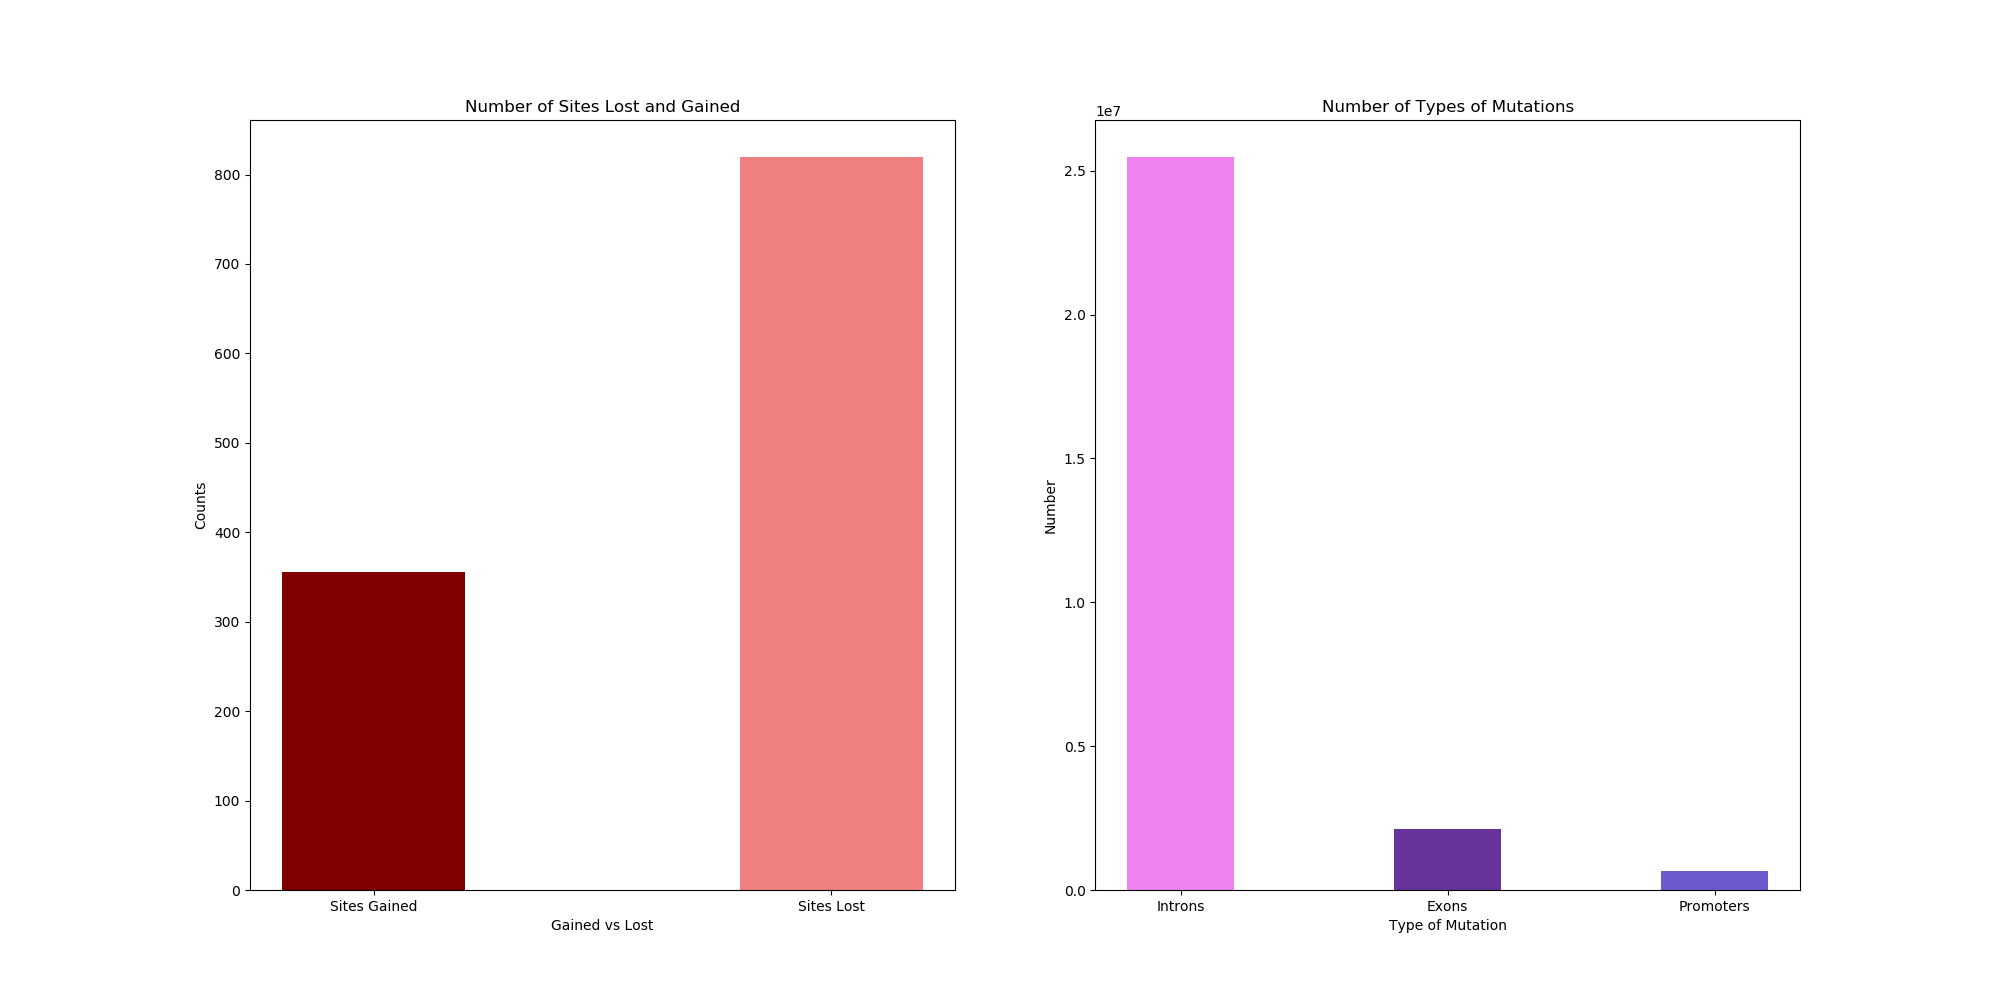 Number of Sites Lost and Gained
800
700
600
500
400
300
200
100
0
Counts
Sites Gained
Sites Lost
Gained vs Lost
Number of Types of Mutations
1e7
2.5
2.0
1.5
1.0
0.5
0.0
Number
Introns
Exons
Promoters
Type of Mutation